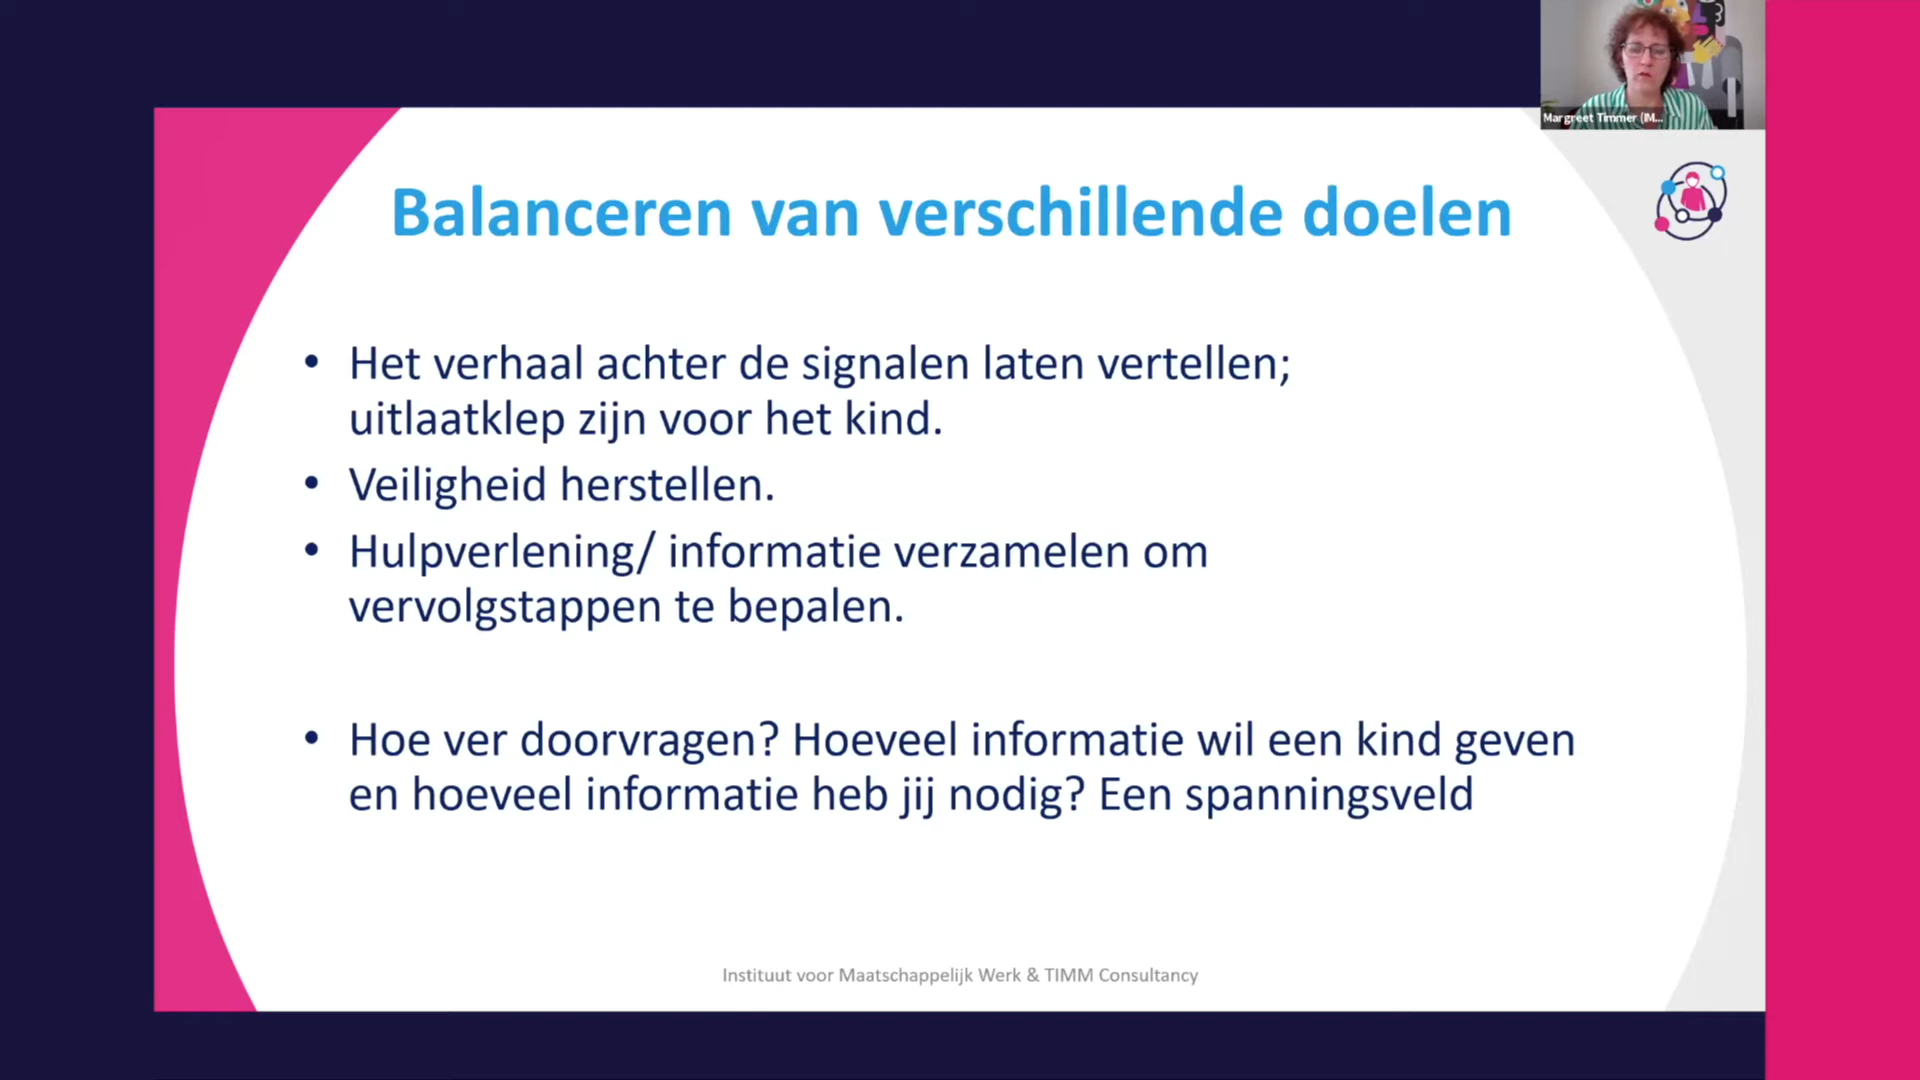 Margreet Timmer (IM...
Balanceren van verschillende doelen
• Het verhaal achter de signalen laten vertellen;
uitlaatklep zijn voor het kind.
• Veiligheid herstellen.
• Hulpverlening/ informatie verzamelen om
vervolgstappen te bepalen.
• Hoe ver doorvragen? Hoeveel informatie wil een kind geven
en hoeveel informatie heb jij nodig? Een spanningsveld
Instituut voor Maatschappelijk Werk & TIMM Consultancy